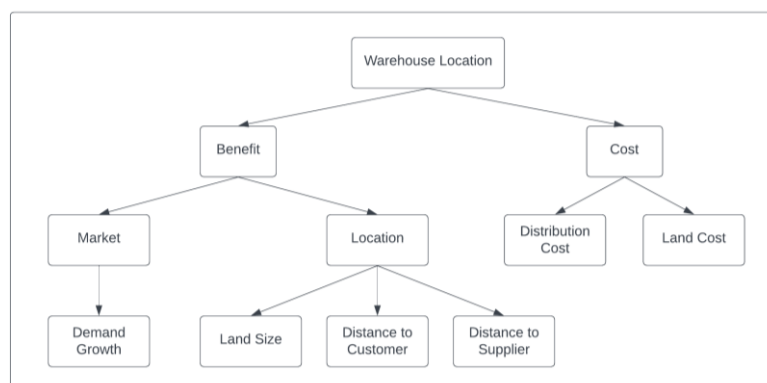 Warehouse Location
Benefit
Cost
Market
Location
Distribution
Cost
Land Cost
Demand
Growth
Land Size
Distance to
Customer
Distance to
Supplier